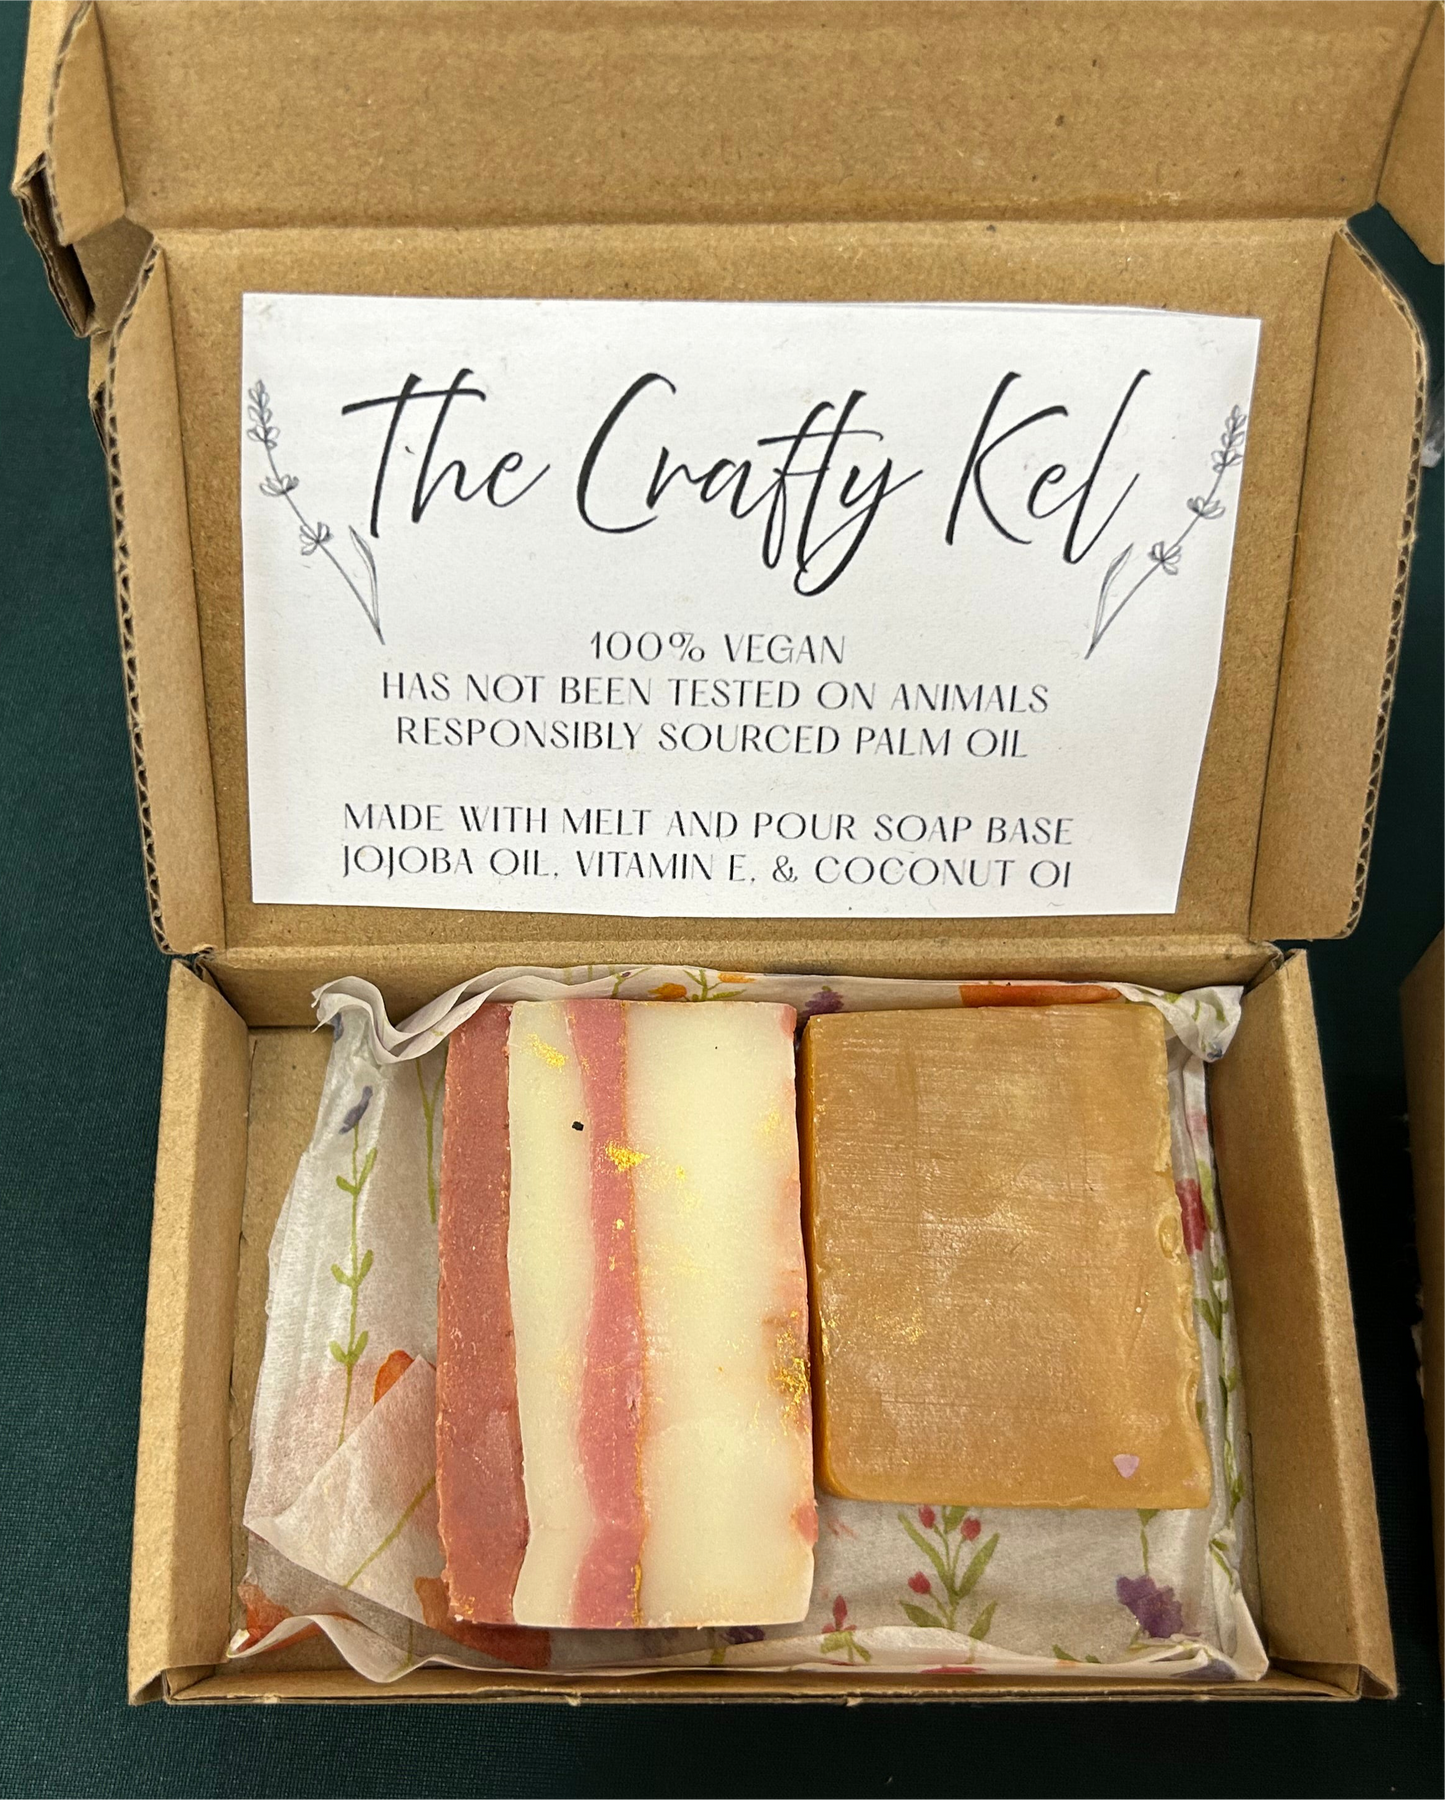 The Crafty Kel
100% VEGAN
HAS NOT BEEN TESTED ON ANIMALS
RESPONSIBLY SOURCED PALM OIL
MADE WITH MELT AND POUR SOAP BASE
JOJOBA OIL, VITAMIN E, & COCONUT OI